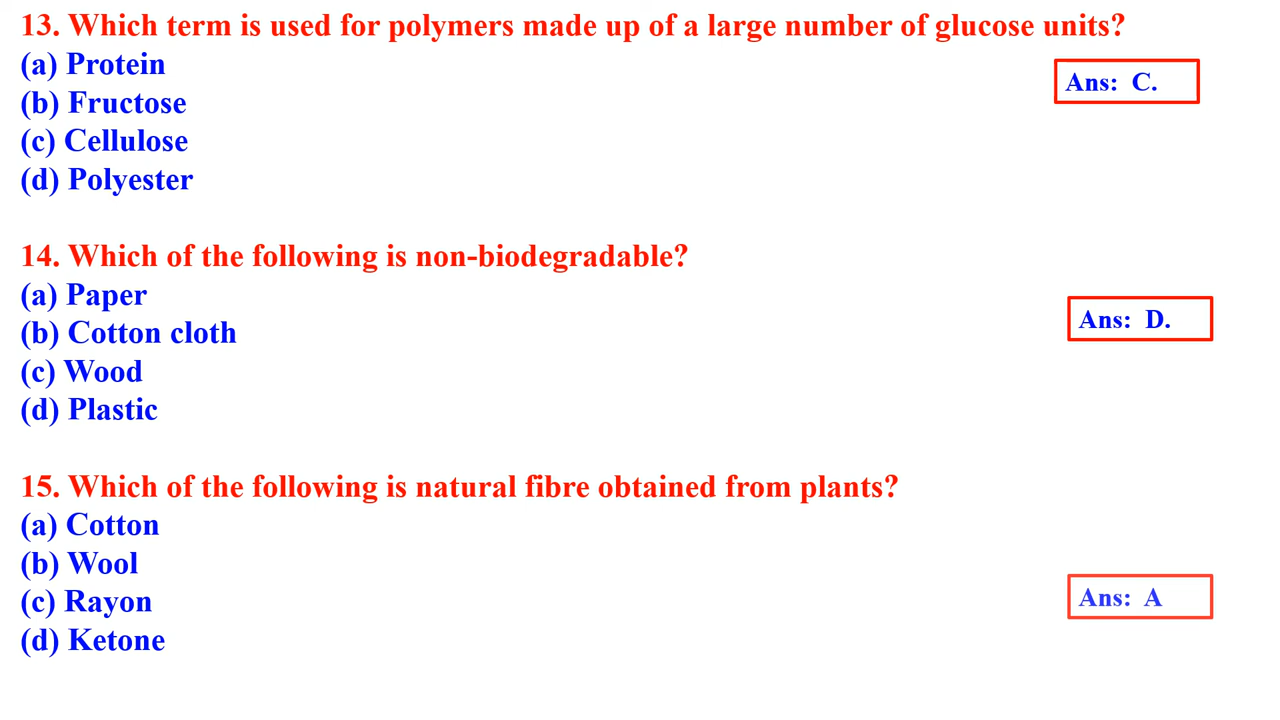 13. Which term is used for polymers made up of a large number of glucose units?
(a) Protein
Ans: C.
(b) Fructose
(c) Cellulose
(d) Polyester
14. Which of the following is non-biodegradable?
(a) Paper
Ans: D.
(b) Cotton cloth
(c) Wood
(d) Plastic
15. Which of the following is natural fibre obtained from plants?
(a) Cotton
(b) Wool
(c) Rayon
Ans: A
(d) Ketone